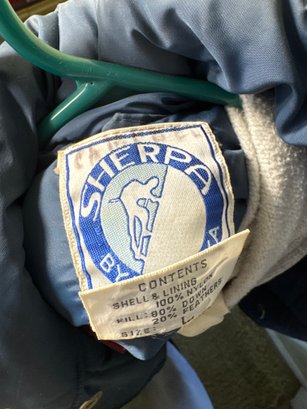 SHERPA
BY
CONTENTS
SHELL & LINING
100% NYLON
FILL: 80% DOWN
20% FEATHERS
SIZE: L